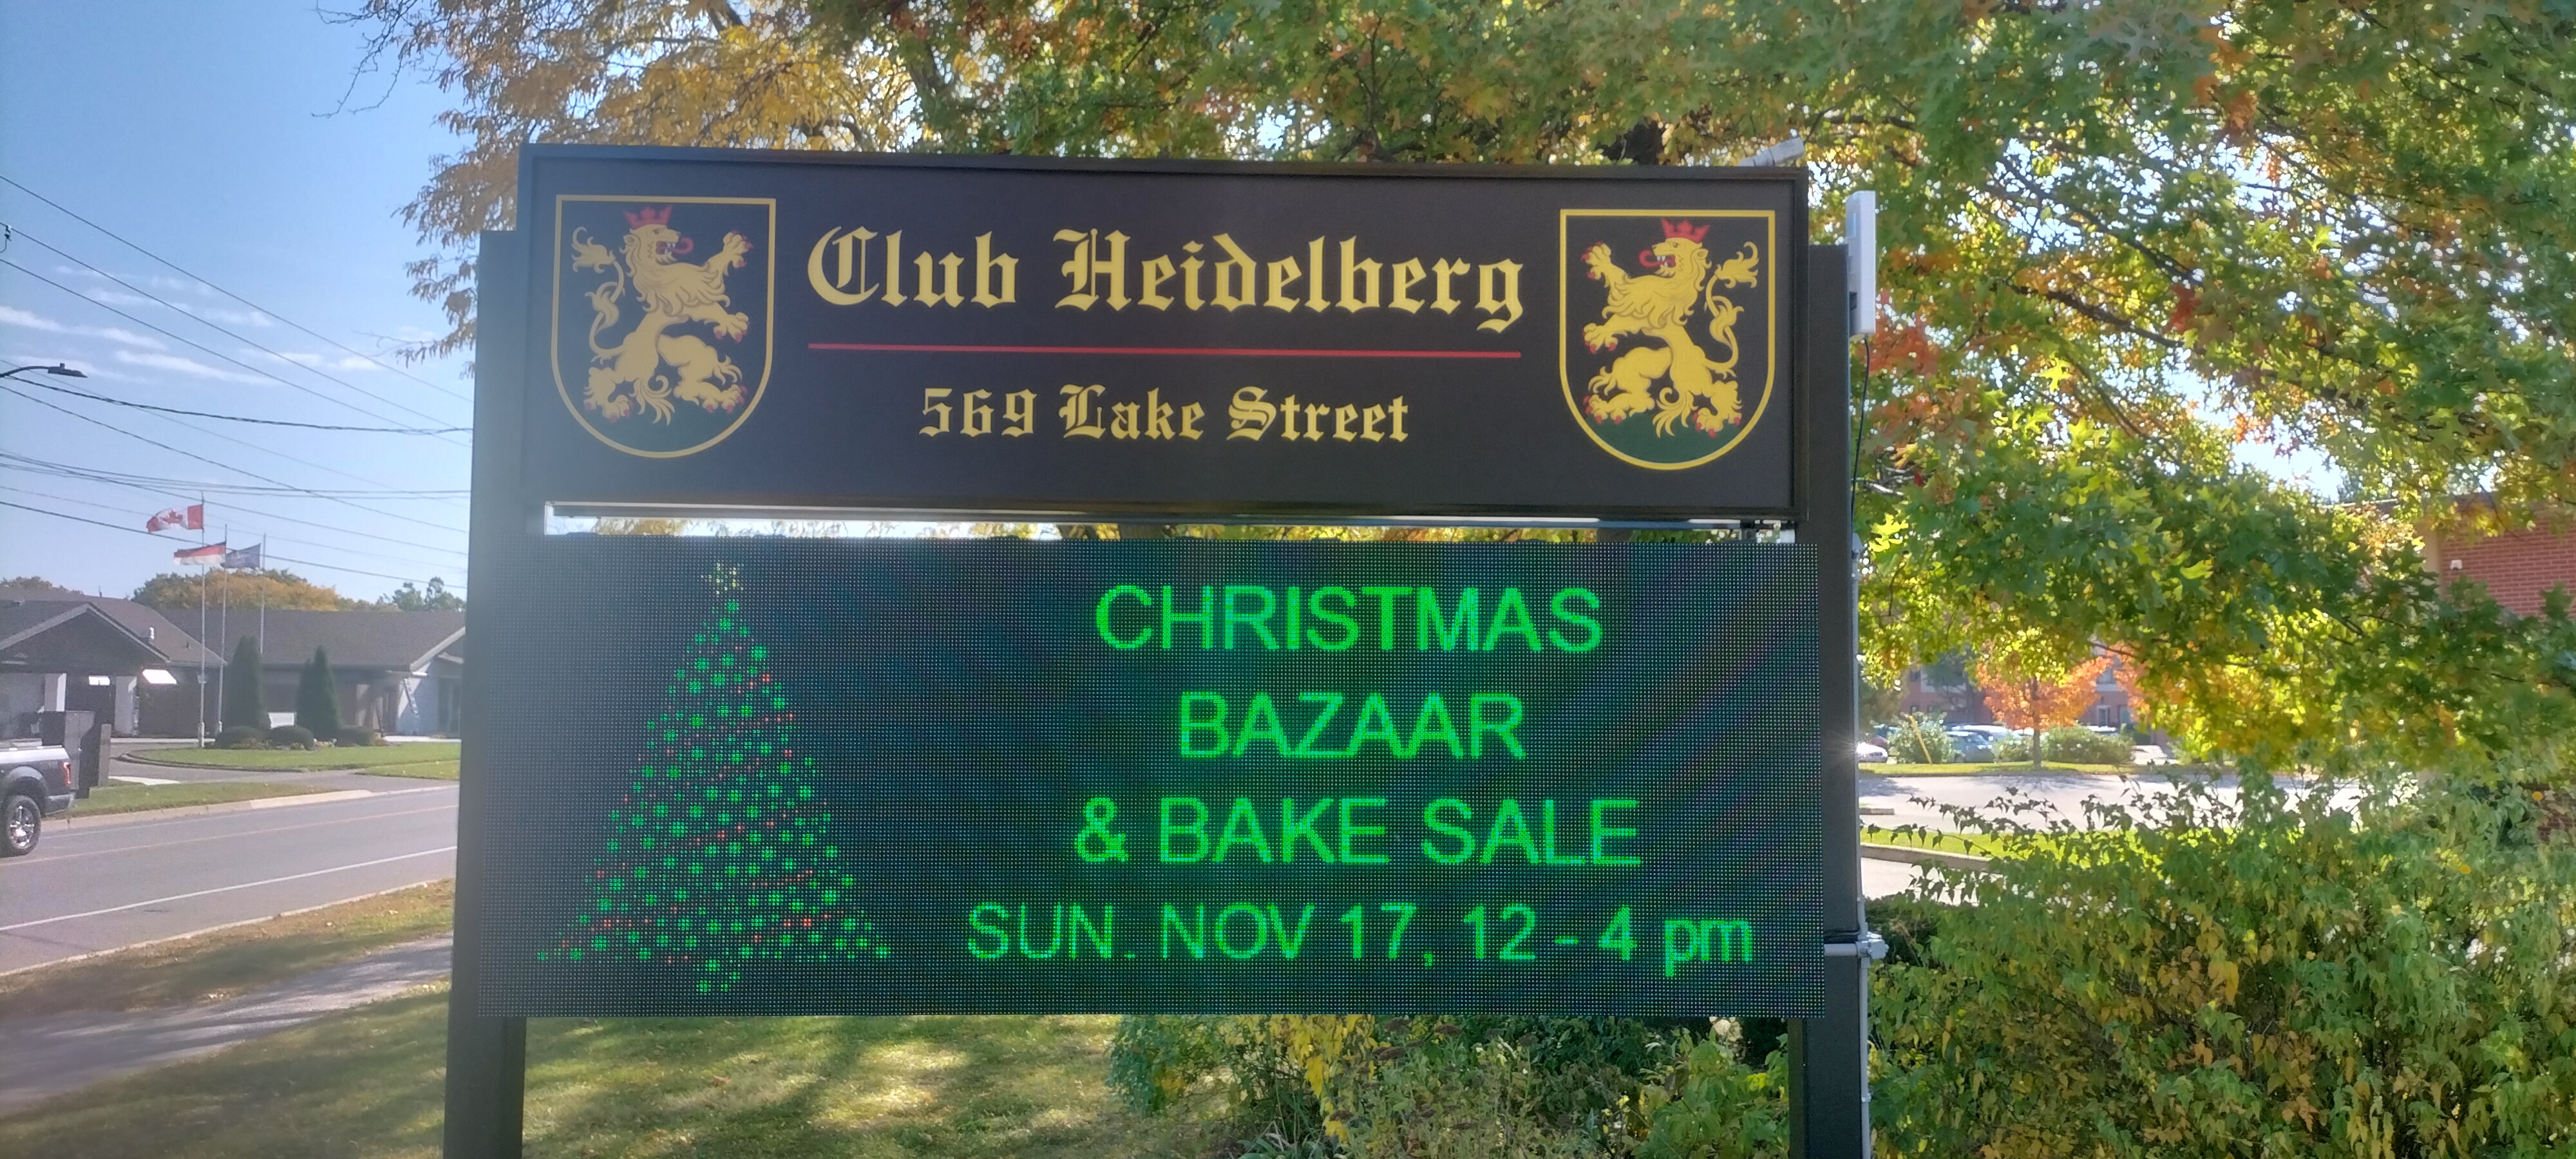 Club Heidelberg
569 Lake Street
CHRISTMAS
BAZAAR
& BAKE SALE
SUN. NOV 17, 12 - 4 pm